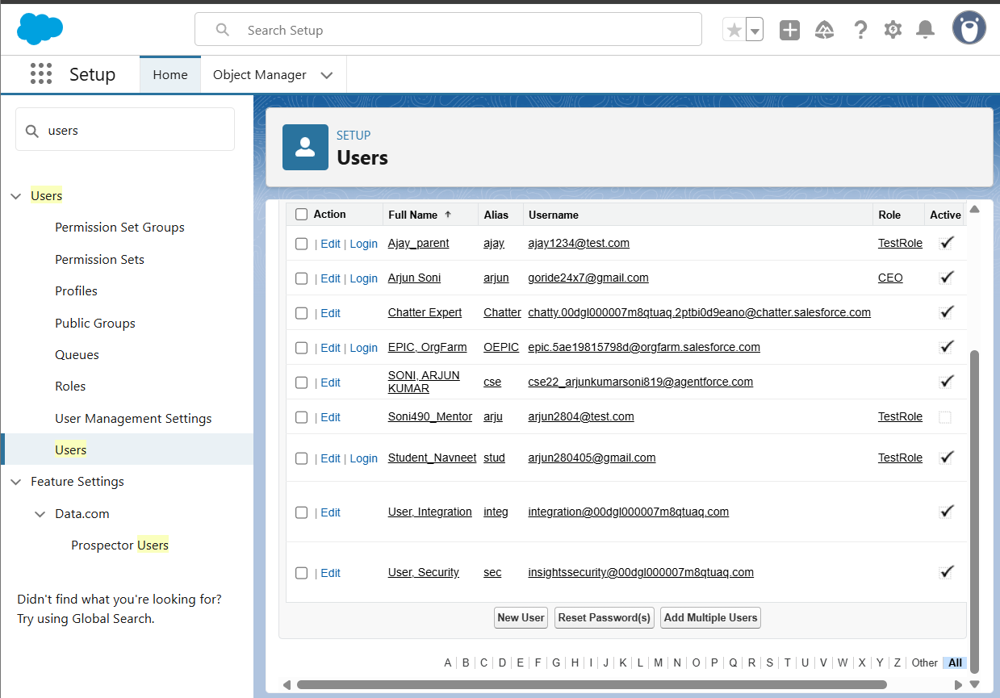 Search Setup
Setup
Home
Object Manager
users
Users
Permission Set Groups
Permission Sets
Profiles
Public Groups
Queues
Roles
User Management Settings
Users
Feature Settings
Data.com
Prospector Users
Didn't find what you're looking for?
Try using Global Search.
SETUP
Users
Action Full Name Alias Username Role Active
| Edit | Login Ajay_parent ajay ajay1234@test.com TestRole
| Edit | Login Arjun Soni arjun goride24x7@gmail.com CEO
| Edit Chatter Expert Chatter chatty.00dgl000007m8qtuaq.2ptbi0d9eano@chatter.salesforce.com
| Edit | Login EPIC, OrgFarm OEPIC epic.5ae19815798d@orgfarm.salesforce.com
| Edit SONI, ARJUN KUMAR cse cse22_arjunkumarsoni819@agentforce.com
| Edit Soni490_Mentor arju arjun2804@test.com TestRole
| Edit | Login Student_Navneet stud arjun280405@gmail.com TestRole
| Edit User, Integration integ integration@00dgl000007m8qtuaq.com
| Edit User, Security sec insightssecurity@00dgl000007m8qtuaq.com
New User Reset Password(s) Add Multiple Users
A | B | C | D | E | F | G | H | I | J | K | L | M | N | O | P | Q | R | S | T | U | V | W | X | Y | Z | Other | All